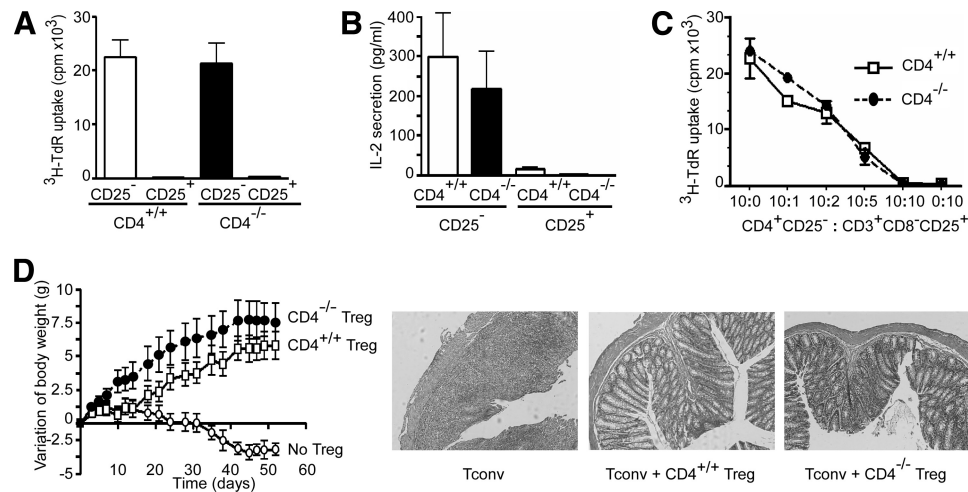 A
30
20
10
0
³H-TdR uptake (cpm x10³)
CD25⁻ CD25⁺ CD25⁻ CD25⁺
CD4⁺/⁺ CD4⁻/⁻
B
400
300
200
100
0
IL-2 secretion (pg/ml)
CD4⁺/⁺ CD4⁻/⁻ CD4⁺/⁺ CD4⁻/⁻
CD25⁻ CD25⁺
C
30
20
10
0
³H-TdR uptake (cpm x10³)
CD4⁺/⁺
CD4⁻/⁻
10:0 10:1 10:2 10:5 10:10 0:10
CD4⁺CD25⁻ : CD3⁺CD8⁻CD25⁺
D
10
7.5
5
2.5
0
-2.5
-5
Variation of body weight (g)
CD4⁻/⁻ Treg
CD4⁺/⁺ Treg
No Treg
10 20 30 40 50 60
Time (days)
Tconv
Tconv + CD4⁺/⁺ Treg
Tconv + CD4⁻/⁻ Treg